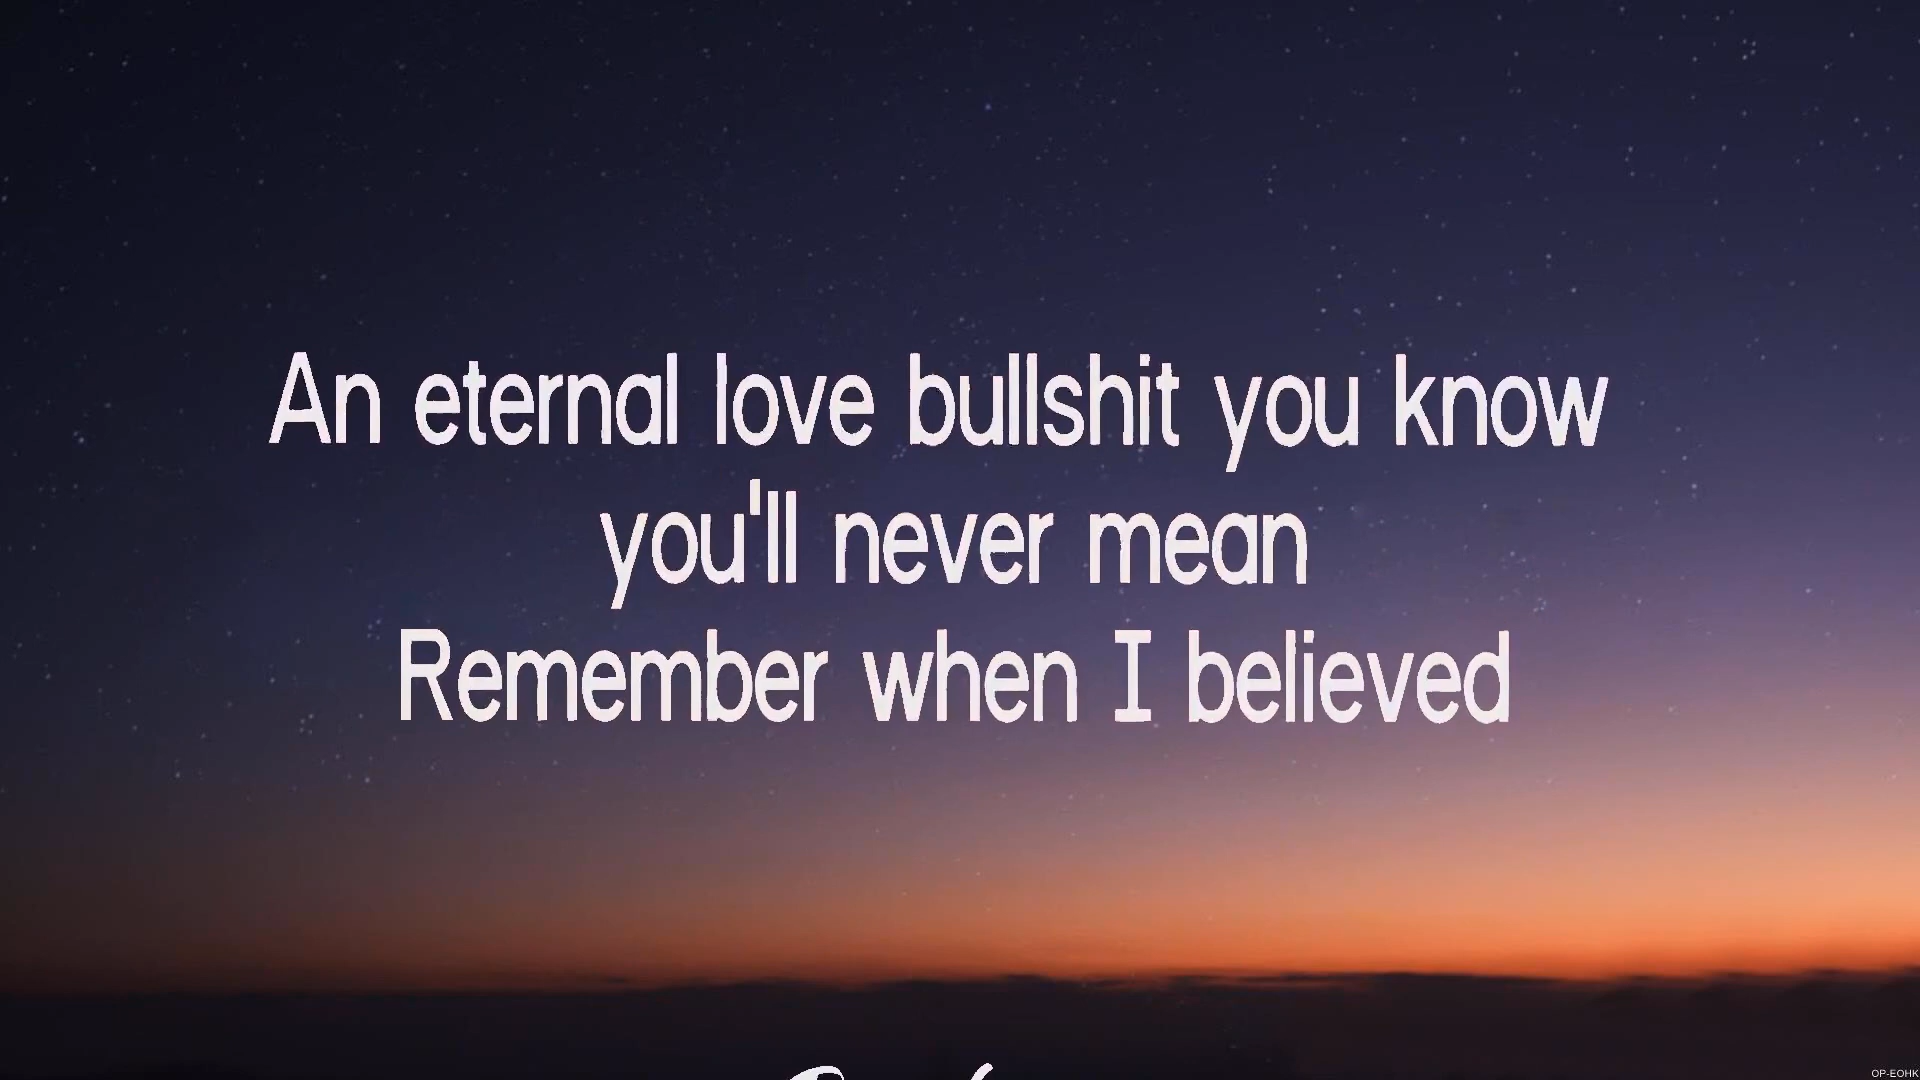 An eternal love bullshit you know
you'll never mean
Remember when I believed
OP-EOHK